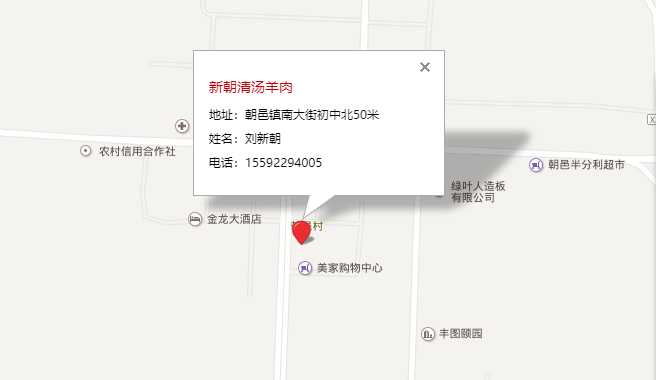 新朝清汤羊肉
地址：朝邑镇南大街初中北50米
姓名：刘新朝
电话：15592294005
农村信用合作社
朝邑半分利超市
绿叶人造板
有限公司
金龙大酒店
村
美家购物中心
丰图颐园